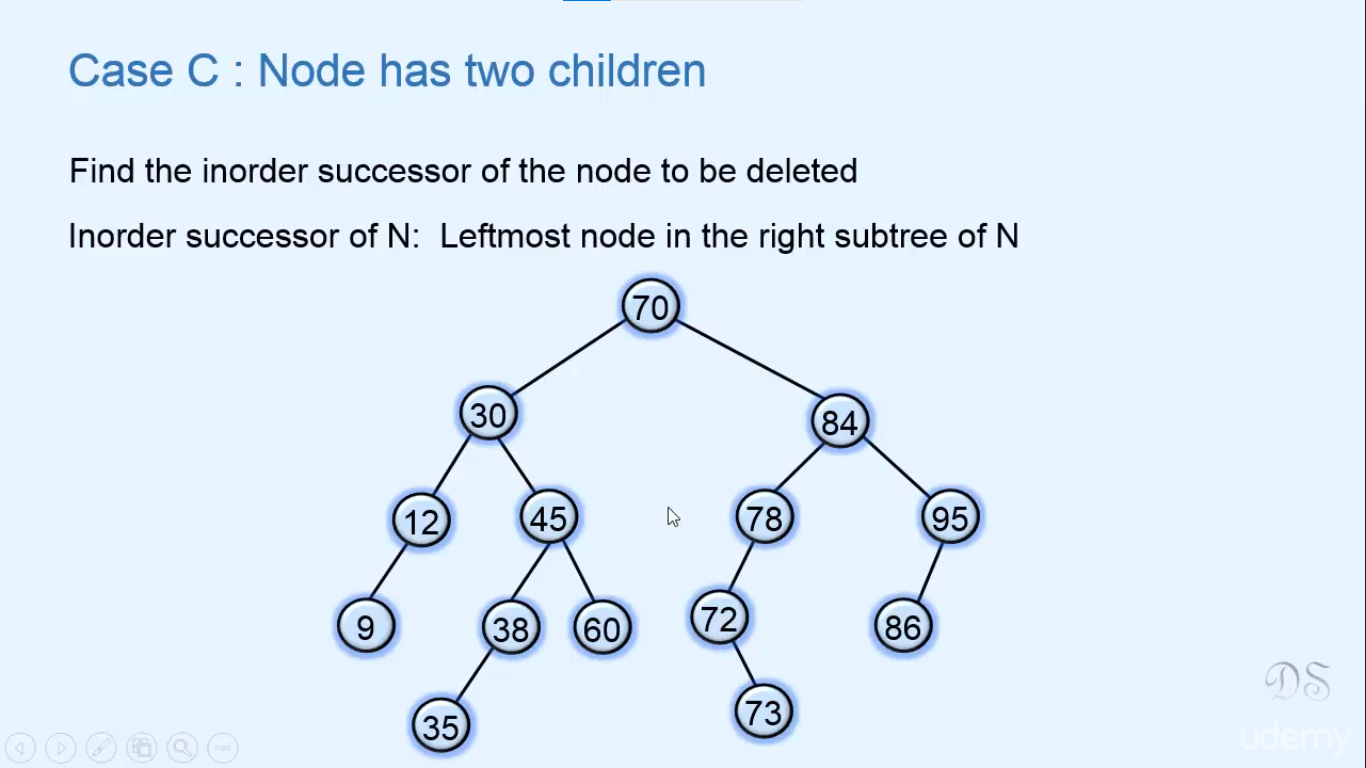 Case C : Node has two children
Find the inorder successor of the node to be deleted
Inorder successor of N:  Leftmost node in the right subtree of N
70
30
84
12
45
78
95
9
38
60
72
86
35
73
DS
udemy